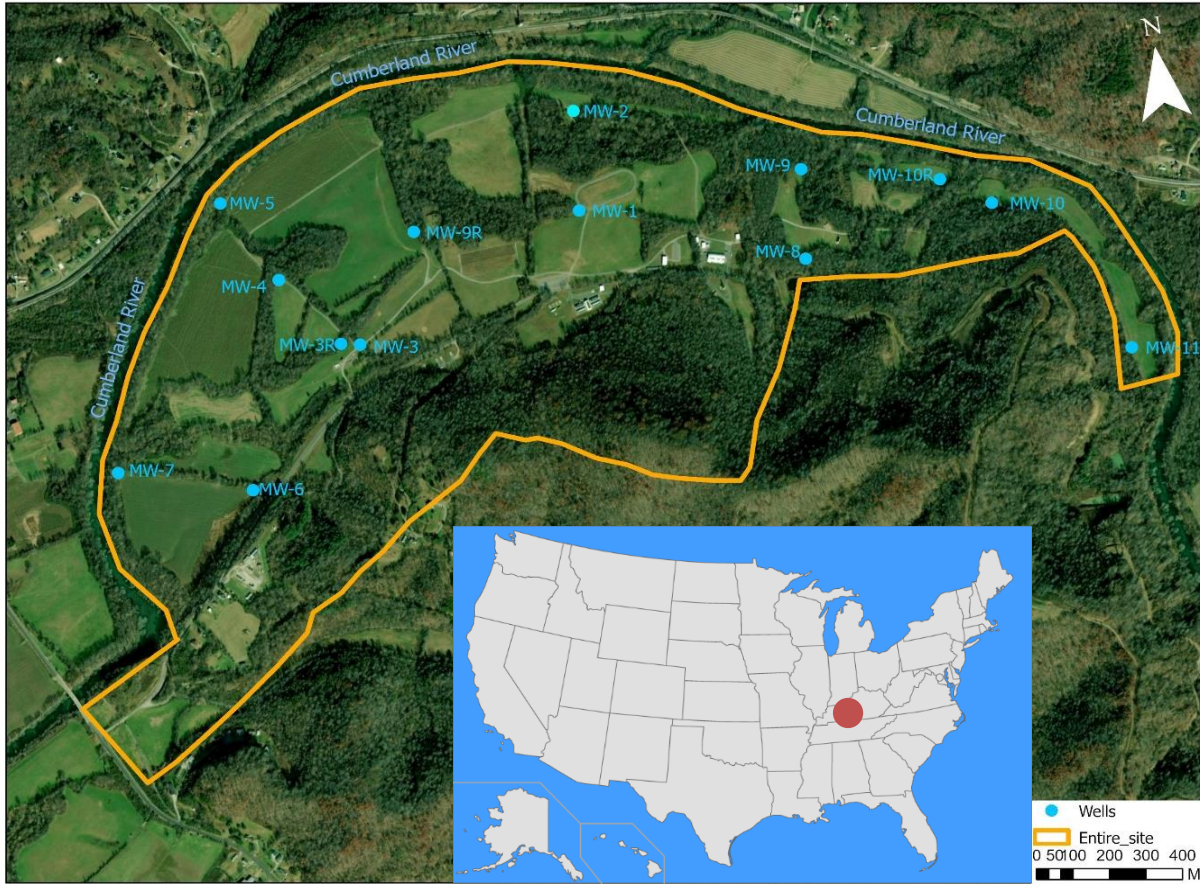 N
Cumberland River
Cumberland River
Cumberland River
MW-2
MW-9
MW-10R
MW-10
MW-5
MW-1
MW-9R
MW-8
MW-4
MW-3R
MW-3
MW-11
MW-7
MW-6
Wells
Entire_site
0 50100 200 300 400
M